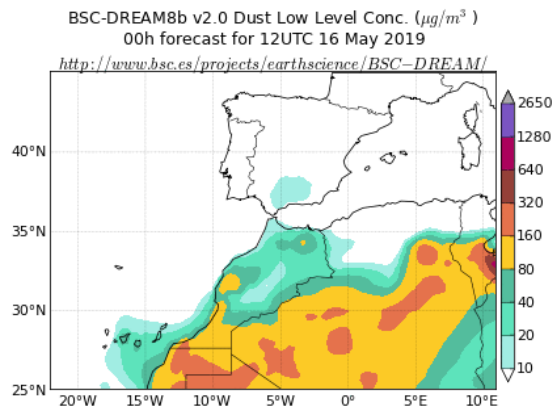 BSC-DREAM8b v2.0 Dust Low Level Conc. (μg/m³ )
00h forecast for 12UTC 16 May 2019
http://www.bsc.es/projects/earthscience/BSC−DREAM/
2650
1280
640
320
160
80
40
20
10
40°N
35°N
30°N
25°N
20°W
15°W
10°W
5°W
0°
5°E
10°E